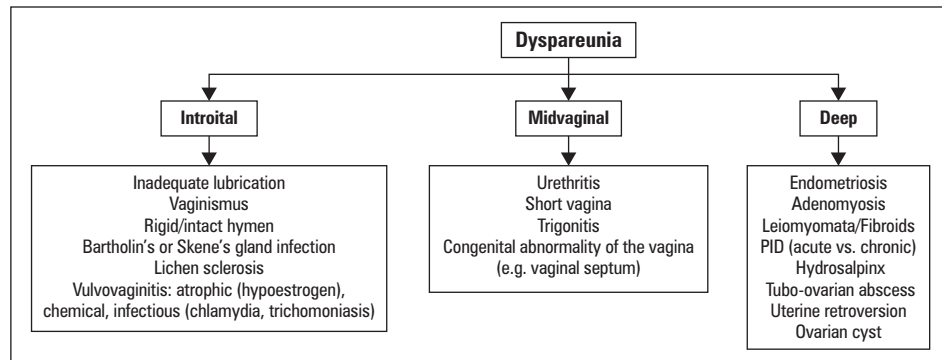 Dyspareunia
Introital
Midvaginal
Deep
Inadequate lubrication
Vaginismus
Rigid/intact hymen
Bartholin's or Skene's gland infection
Lichen sclerosis
Vulvovaginitis: atrophic (hypoestrogen),
chemical, infectious (chlamydia, trichomoniasis)
Urethritis
Short vagina
Trigonitis
Congenital abnormality of the vagina
(e.g. vaginal septum)
Endometriosis
Adenomyosis
Leiomyomata/Fibroids
PID (acute vs. chronic)
Hydrosalpinx
Tubo-ovarian abscess
Uterine retroversion
Ovarian cyst